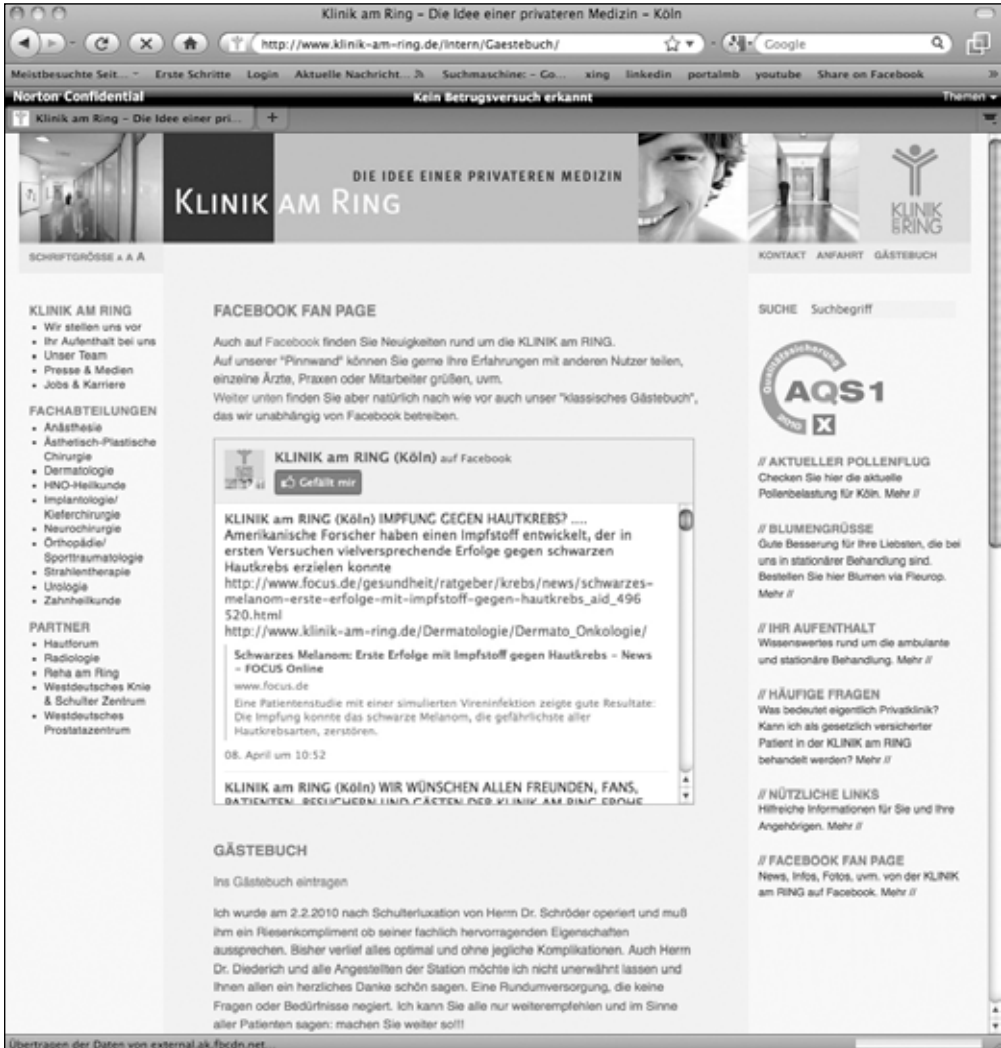 Klinik am Ring – Die Idee einer privateren Medizin – Köln
http://www.klinik-am-ring.de/Intern/Gaestebuch/
Google
Meistbesuchte Seit... Erste Schritte Login Aktuelle Nachricht... Suchmaschine: – Go... xing linkedin portalmb youtube Share on Facebook
Norton Confidential Kein Betrugsversuch erkannt Themen
Klinik am Ring – Die Idee einer pri... +
DIE IDEE EINER PRIVATEREN MEDIZIN
KLINIK AM RING
KLINIK
RING
SCHRIFTGRÖSSE A A A
KONTAKT ANFAHRT GÄSTEBUCH
KLINIK AM RING
Wir stellen uns vor
Ihr Aufenthalt bei uns
Unser Team
Presse & Medien
Jobs & Karriere
FACHABTEILUNGEN
Anästhesie
Ästhetisch-Plastische
Chirurgie
Dermatologie
HNO-Heilkunde
Implantologie/
Kieferchirurgie
Neurochirurgie
Orthopädie/
Sporttraumatologie
Strahlentherapie
Urologie
Zahnheilkunde
PARTNER
Hautforum
Radiologie
Reha am Ring
Westdeutsches Knie
& Schulter Zentrum
Westdeutsches
Prostatazentrum
FACEBOOK FAN PAGE
Auch auf Facebook finden Sie Neuigkeiten rund um die KLINIK am RING.
Auf unserer "Pinnwand" können Sie gerne Ihre Erfahrungen mit anderen Nutzer teilen,
einzelne Ärzte, Praxen oder Mitarbeiter grüßen, uvm.
Weiter unten finden Sie aber natürlich nach wie vor auch unser "klassisches Gästebuch",
das wir unabhängig von Facebook betreiben.
KLINIK am RING (Köln) auf Facebook
Gefällt mir
KLINIK am RING (Köln) IMPFUNG GEGEN HAUTKREBS? ....
Amerikanische Forscher haben einen Impfstoff entwickelt, der in
ersten Versuchen vielversprechende Erfolge gegen schwarzen
Hautkrebs erzielen konnte
http://www.focus.de/gesundheit/ratgeber/krebs/news/schwarzes-
melanom-erste-erfolge-mit-impfstoff-gegen-hautkrebs_aid_496
520.html
http://www.klinik-am-ring.de/Dermatologie/Dermato_Onkologie/
Schwarzes Melanom: Erste Erfolge mit Impfstoff gegen Hautkrebs – News
– FOCUS Online
www.focus.de
Eine Patientenstudie mit einer simulierten Vireninfektion zeigte gute Resultate:
Die Impfung konnte das schwarze Melanom, die gefährlichste aller
Hautkrebsarten, zerstören.
08. April um 10:52
KLINIK am RING (Köln) WIR WÜNSCHEN ALLEN FREUNDEN, FANS,
PATIENTEN, BESUCHERN UND GÄSTEN DER KLINIK AM RING FROHE
GÄSTEBUCH
Ins Gästebuch eintragen
Ich wurde am 2.2.2010 nach Schulterluxation von Herrn Dr. Schröder operiert und muß
ihm ein Riesenkompliment ob seiner fachlich hervorragenden Eigenschaften
aussprechen. Bisher verlief alles optimal und ohne jegliche Komplikationen. Auch Herrn
Dr. Diederich und alle Angestellten der Station möchte ich nicht unerwähnt lassen und
Ihnen allen ein herzliches Danke schön sagen. Eine Rundumversorgung, die keine
Fragen oder Bedürfnisse negiert. Ich kann Sie alle nur weiterempfehlen und im Sinne
aller Patienten sagen: machen Sie weiter so!!!
SUCHE Suchbegriff
Qualitätssicherung
AQS1
2010
X
// AKTUELLER POLLENFLUG
Checken Sie hier die aktuelle
Pollenbelastung für Köln. Mehr //
// BLUMENGRÜSSE
Gute Besserung für Ihre Liebsten, die bei
uns in stationärer Behandlung sind.
Bestellen Sie hier Blumen via Fleurop.
Mehr //
// IHR AUFENTHALT
Wissenswertes rund um die ambulante
und stationäre Behandlung. Mehr //
// HÄUFIGE FRAGEN
Was bedeutet eigentlich Privatklinik?
Kann ich als gesetzlich versicherter
Patient in der KLINIK am RING
behandelt werden? Mehr //
// NÜTZLICHE LINKS
Hilfreiche Informationen für Sie und Ihre
Angehörigen. Mehr //
// FACEBOOK FAN PAGE
News, Infos, Fotos, uvm. von der KLINIK
am RING auf Facebook. Mehr //
Übertragen der Daten von external.ak.fbcdn.net...